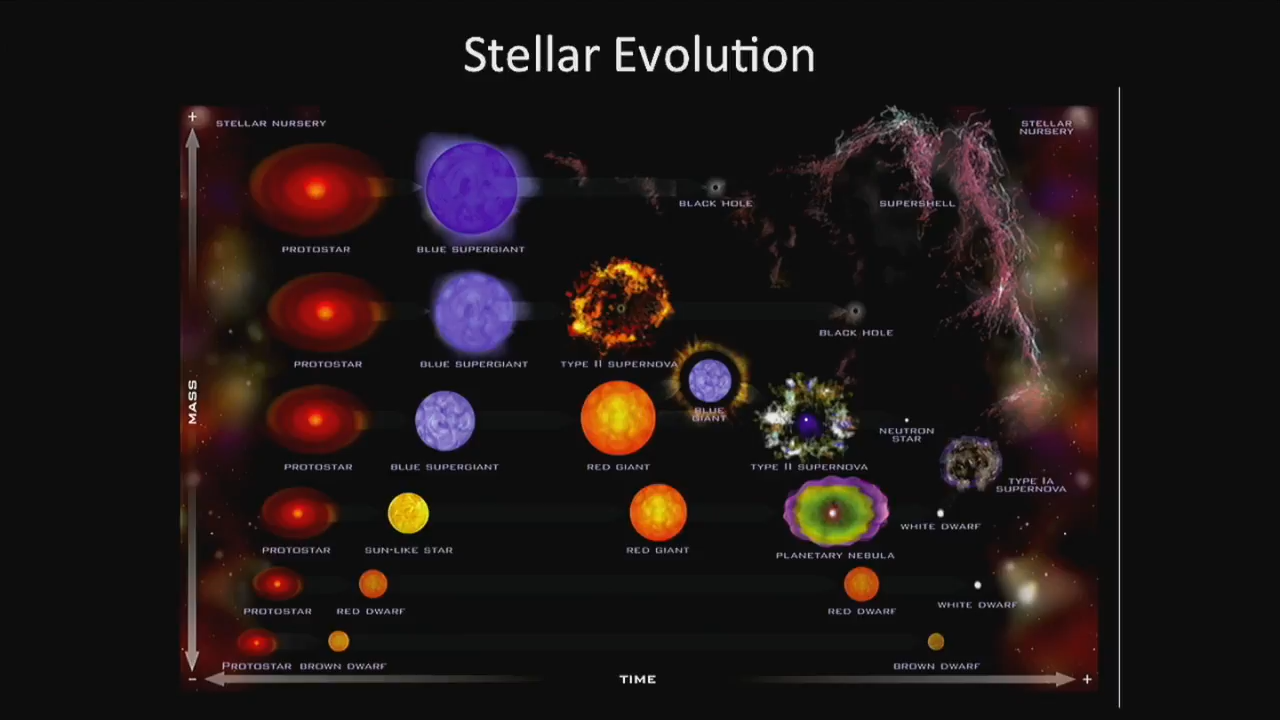 Stellar Evolution
+
STELLAR NURSERY
STELLAR
NURSERY
BLACK HOLE
SUPERSHELL
PROTOSTAR
BLUE SUPERGIANT
BLACK HOLE
PROTOSTAR
BLUE SUPERGIANT
TYPE II SUPERNOVA
MASS
BLUE
GIANT
NEUTRON
STAR
PROTOSTAR
BLUE SUPERGIANT
RED GIANT
TYPE II SUPERNOVA
TYPE IA
SUPERNOVA
WHITE DWARF
PROTOSTAR
SUN-LIKE STAR
RED GIANT
PLANETARY NEBULA
PROTOSTAR
RED DWARF
RED DWARF
WHITE DWARF
PROTOSTAR
BROWN DWARF
BROWN DWARF
-
TIME
+